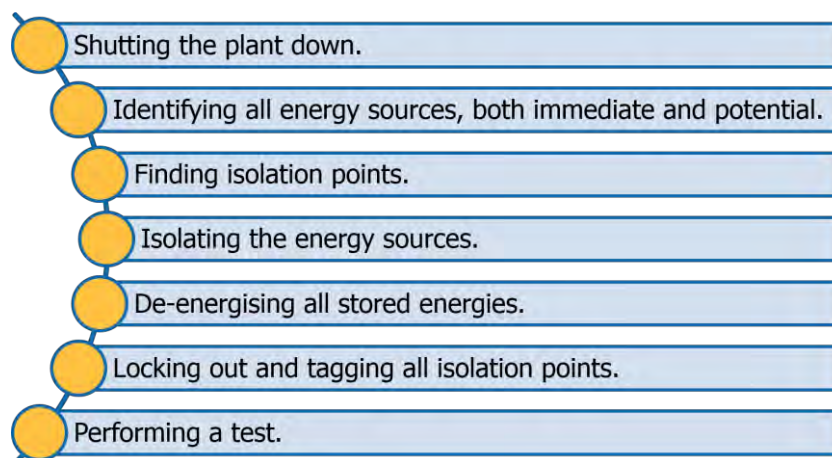 Shutting the plant down.
Identifying all energy sources, both immediate and potential.
Finding isolation points.
Isolating the energy sources.
De-energising all stored energies.
Locking out and tagging all isolation points.
Performing a test.